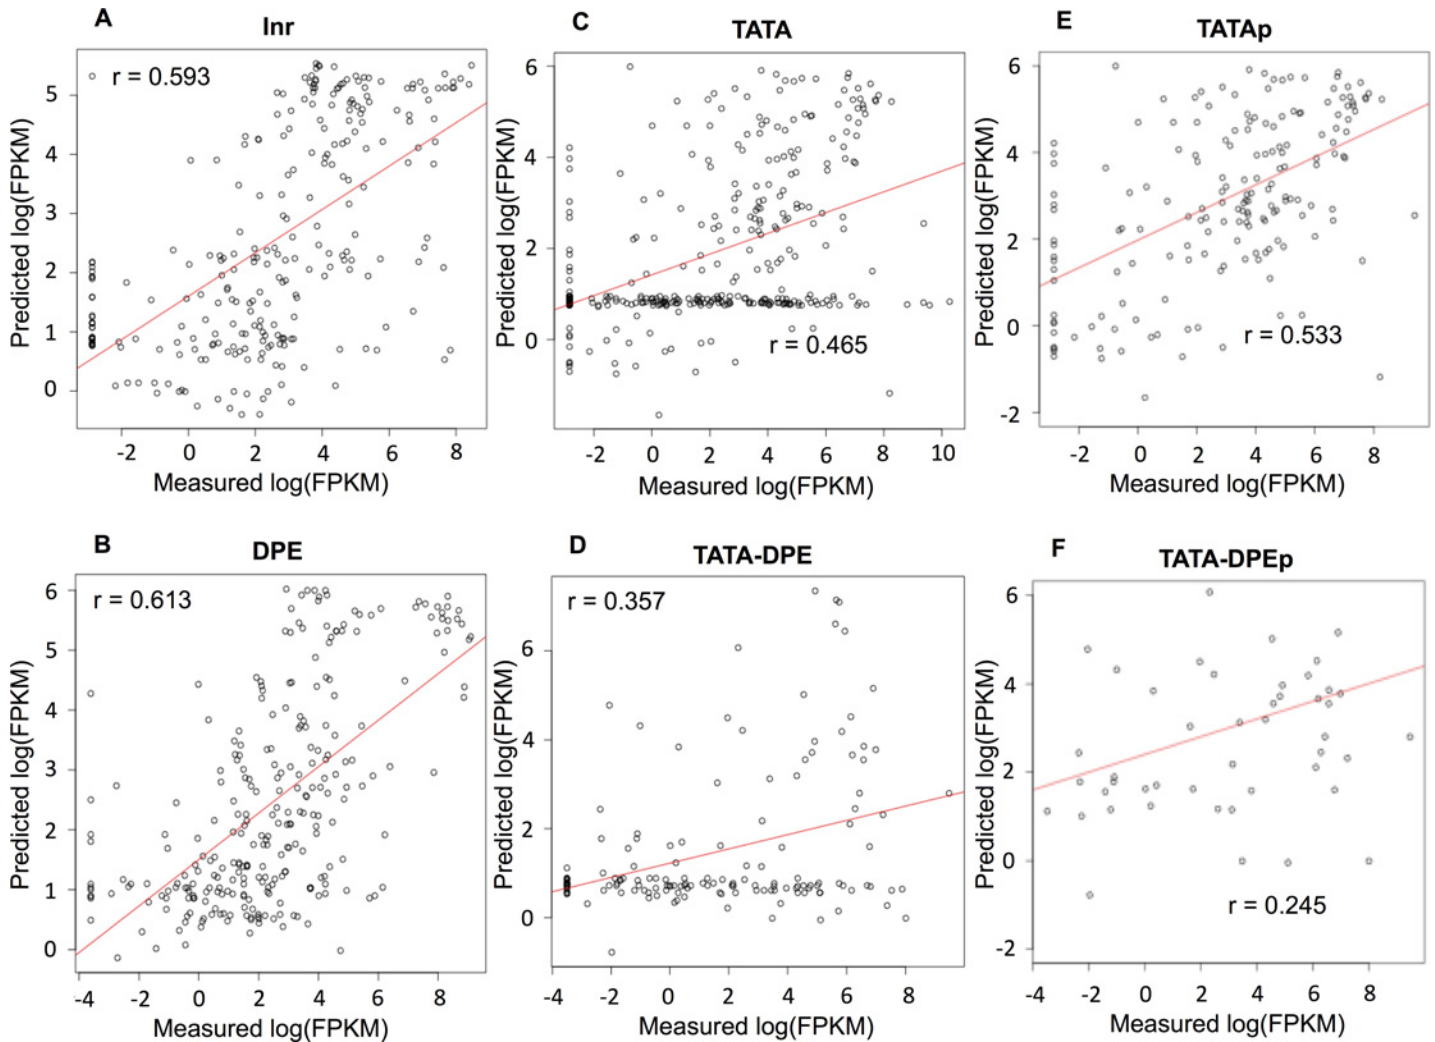 A
Inr
r = 0.593
Predicted log(FPKM)
5
4
3
2
1
0
-2 0 2 4 6 8
Measured log(FPKM)
C
TATA
r = 0.465
Predicted log(FPKM)
6
4
2
0
-2 0 2 4 6 8 10
Measured log(FPKM)
E
TATAp
r = 0.533
Predicted log(FPKM)
6
4
2
0
-2
-2 0 2 4 6 8
Measured log(FPKM)
B
DPE
r = 0.613
Predicted log(FPKM)
6
5
4
3
2
1
0
-4 -2 0 2 4 6 8
Measured log(FPKM)
D
TATA-DPE
r = 0.357
Predicted log(FPKM)
6
4
2
0
-4 -2 0 2 4 6 8
Measured log(FPKM)
F
TATA-DPEp
r = 0.245
Predicted log(FPKM)
6
4
2
0
-2
-4 -2 0 2 4 6 8
Measured log(FPKM)